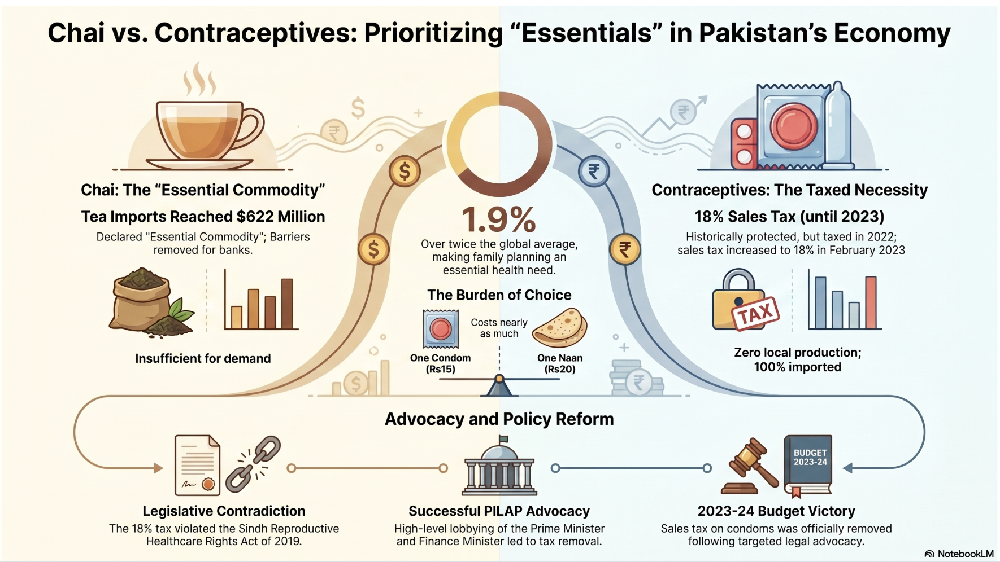 Chai vs. Contraceptives: Prioritizing “Essentials” in Pakistan’s Economy
Chai: The “Essential Commodity”
Tea Imports Reached $622 Million
Declared "Essential Commodity"; Barriers
removed for banks.
Insufficient for demand
$
₹
$
$
1.9%
Over twice the global average,
making family planning an
essential health need.
The Burden of Choice
Costs nearly
as much
One Condom
(Rs15)
One Naan
(Rs20)
$
₹
₹
₹
₹
Contraceptives: The Taxed Necessity
18% Sales Tax (until 2023)
Historically protected, but taxed in 2022;
sales tax increased to 18% in February 2023
TAX
Zero local production;
100% imported
Advocacy and Policy Reform
Legislative Contradiction
The 18% tax violated the Sindh Reproductive
Healthcare Rights Act of 2019.
Successful PILAP Advocacy
High-level lobbying of the Prime Minister
and Finance Minister led to tax removal.
BUDGET
2023-24
2023-24 Budget Victory
Sales tax on condoms was officially removed
following targeted legal advocacy.
NotebookLM